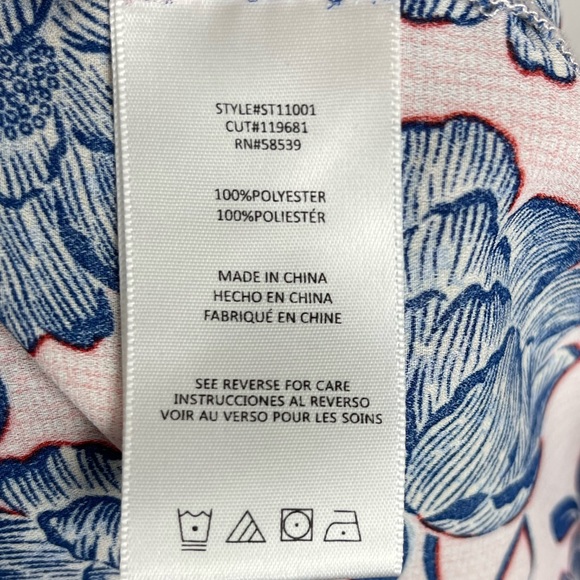 STYLE#ST11001
CUT#119681
RN#58539
100%POLYESTER
100%POLIESTÉR
MADE IN CHINA
HECHO EN CHINA
FABRIQUÉ EN CHINE
SEE REVERSE FOR CARE
INSTRUCCIONES AL REVERSO
VOIR AU VERSO POUR LES SOINS